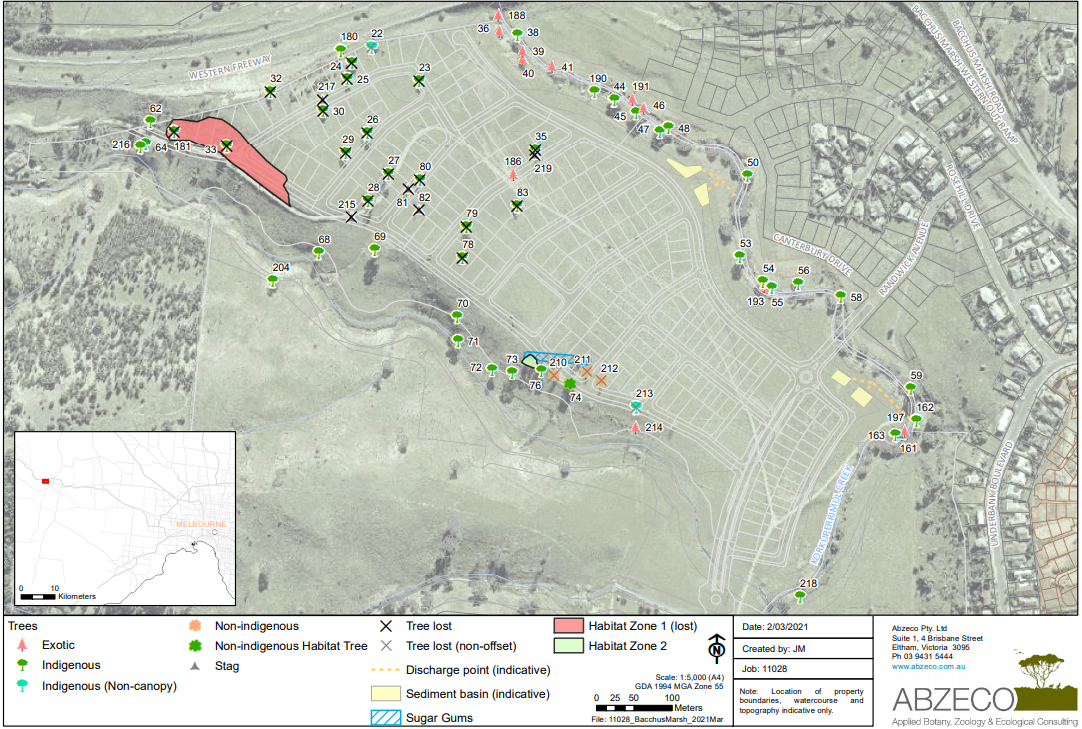 188
36
38
180
22
39
24
40
41
WESTERN FREEWAY
25
23
BACCHUS MARSH-WESTERN OUT RAMP
BACCHUS MARSH ROAD
32
217
190
44
191
30
46
45
62
26
47
48
216
64
181
33
29
35
219
27
80
186
50
28
81
82
83
ROSEHILL DRIVE
215
79
68
69
78
53
CANTERBURY DRIVE
RANDWICK AVENUE
204
54
56
193
55
58
70
71
72
73
210
211
212
76
74
59
213
162
197
214
163
161
UNDERBANK BOULEVARD
KORKUPERRIMUL CREEK
MELBOURNE
0 10
Kilometers
218
Trees
Exotic
Indigenous
Indigenous (Non-canopy)
Non-indigenous
Non-indigenous Habitat Tree
Stag
Tree lost
Tree lost (non-offset)
Discharge point (indicative)
Sediment basin (indicative)
Sugar Gums
Habitat Zone 1 (lost)
Habitat Zone 2
N
Scale: 1:5,000 (A4)
GDA 1994 MGA Zone 55
0 25 50 100
Meters
File: 11028_BacchusMarsh_2021Mar
Date: 2/03/2021
Created by: JM
Job: 11028
Note: Location of property
boundaries, watercourse and
topography indicative only.
Abzeco Pty. Ltd
Suite 1, 4 Brisbane Street
Eltham, Victoria 3095
Ph 03 9431 5444
www.abzeco.com.au
ABZECO
Applied Botany, Zoology & Ecological Consulting